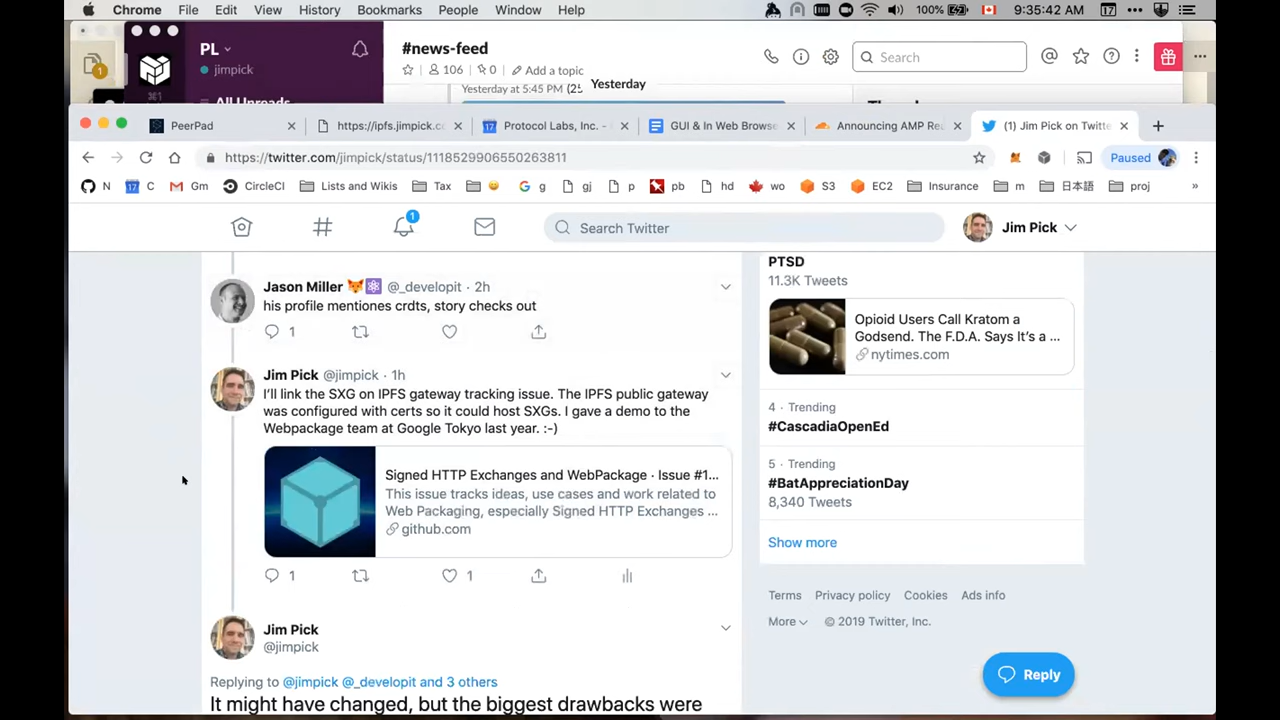 Chrome File Edit View History Bookmarks People Window Help 100% 9:35:42 AM
PL
jimpick
⌘1
All Unreads
#news-feed
106 0 Add a topic
Search
Yesterday at 5:45 PM
Yesterday
PeerPad https://ipfs.jimpick.c Protocol Labs, Inc. - GUI & In Web Browse Announcing AMP Re (1) Jim Pick on Twitte
https://twitter.com/jimpick/status/1118529906550263811
Paused
N C Gm CircleCI Lists and Wikis Tax g gj p pb hd wo S3 EC2 Insurance m 日本語 proj »
1
Search Twitter
Jim Pick
Jason Miller @_developit · 2h
his profile mentiones crdts, story checks out
1
Jim Pick @jimpick · 1h
I'll link the SXG on IPFS gateway tracking issue. The IPFS public gateway
was configured with certs so it could host SXGs. I gave a demo to the
Webpackage team at Google Tokyo last year. :-)
Signed HTTP Exchanges and WebPackage · Issue #1...
This issue tracks ideas, use cases and work related to
Web Packaging, especially Signed HTTP Exchanges ...
github.com
1 1
Jim Pick
@jimpick
Replying to @jimpick @_developit and 3 others
It might have changed, but the biggest drawbacks were
PTSD
11.3K Tweets
Opioid Users Call Kratom a
Godsend. The F.D.A. Says It's a ...
nytimes.com
4 · Trending
#CascadiaOpenEd
5 · Trending
#BatAppreciationDay
8,340 Tweets
Show more
Terms Privacy policy Cookies Ads info
More © 2019 Twitter, Inc.
Reply